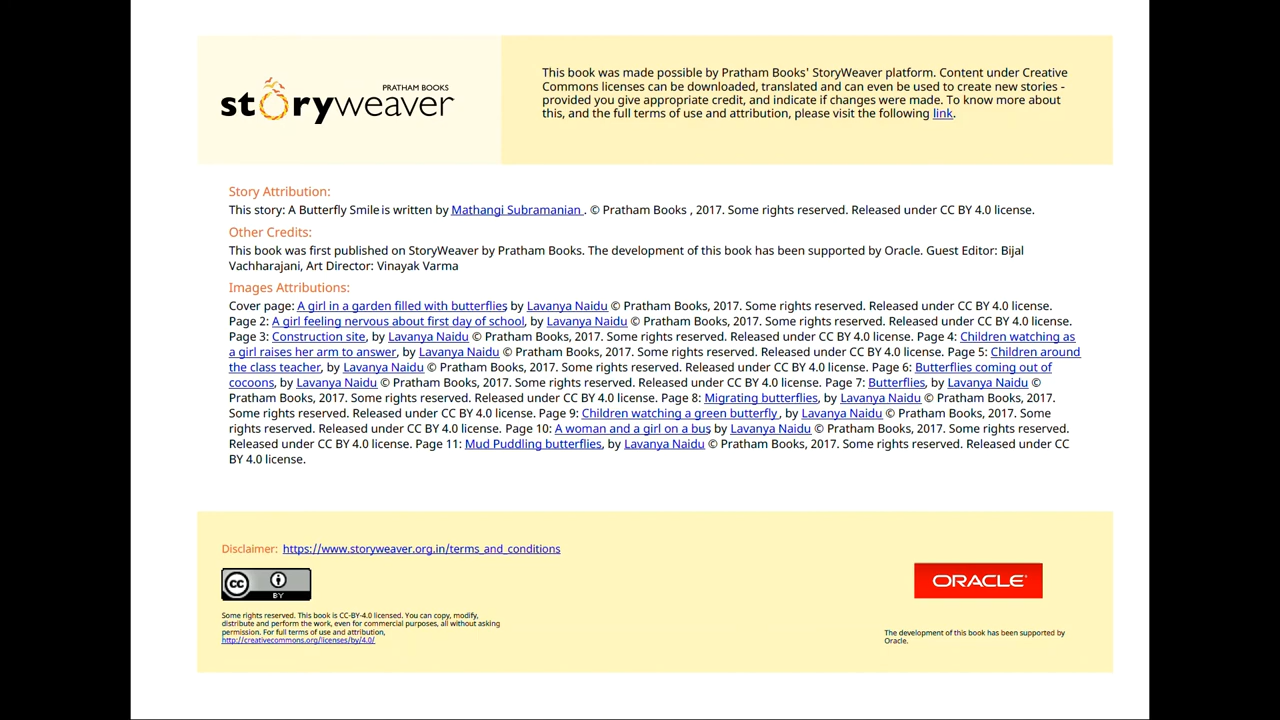 PRATHAM BOOKS
storyweaver
This book was made possible by Pratham Books' StoryWeaver platform. Content under Creative
Commons licenses can be downloaded, translated and can even be used to create new stories -
provided you give appropriate credit, and indicate if changes were made. To know more about
this, and the full terms of use and attribution, please visit the following link.
Story Attribution:
This story: A Butterfly Smile is written by Mathangi Subramanian . © Pratham Books , 2017. Some rights reserved. Released under CC BY 4.0 license.
Other Credits:
This book was first published on StoryWeaver by Pratham Books. The development of this book has been supported by Oracle. Guest Editor: Bijal
Vachharajani, Art Director: Vinayak Varma
Images Attributions:
Cover page: A girl in a garden filled with butterflies, by Lavanya Naidu © Pratham Books, 2017. Some rights reserved. Released under CC BY 4.0 license.
Page 2: A girl feeling nervous about first day of school, by Lavanya Naidu © Pratham Books, 2017. Some rights reserved. Released under CC BY 4.0 license.
Page 3: Construction site, by Lavanya Naidu © Pratham Books, 2017. Some rights reserved. Released under CC BY 4.0 license. Page 4: Children watching as
a girl raises her arm to answer, by Lavanya Naidu © Pratham Books, 2017. Some rights reserved. Released under CC BY 4.0 license. Page 5: Children around
the class teacher, by Lavanya Naidu © Pratham Books, 2017. Some rights reserved. Released under CC BY 4.0 license. Page 6: Butterflies coming out of
cocoons, by Lavanya Naidu © Pratham Books, 2017. Some rights reserved. Released under CC BY 4.0 license. Page 7: Butterflies, by Lavanya Naidu ©
Pratham Books, 2017. Some rights reserved. Released under CC BY 4.0 license. Page 8: Migrating butterflies, by Lavanya Naidu © Pratham Books, 2017.
Some rights reserved. Released under CC BY 4.0 license. Page 9: Children watching a green butterfly , by Lavanya Naidu © Pratham Books, 2017. Some
rights reserved. Released under CC BY 4.0 license. Page 10: A woman and a girl on a bus, by Lavanya Naidu © Pratham Books, 2017. Some rights reserved.
Released under CC BY 4.0 license. Page 11: Mud Puddling butterflies, by Lavanya Naidu © Pratham Books, 2017. Some rights reserved. Released under CC
BY 4.0 license.
Disclaimer: https://www.storyweaver.org.in/terms_and_conditions
cc BY
Some rights reserved. This book is CC-BY-4.0 licensed. You can copy, modify,
distribute and perform the work, even for commercial purposes, all without asking
permission. For full terms of use and attribution,
http://creativecommons.org/licenses/by/4.0/
ORACLE
The development of this book has been supported by
Oracle.